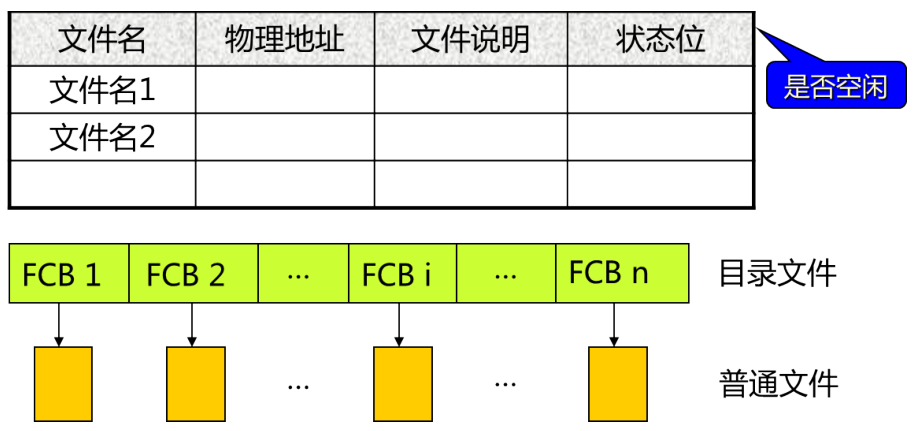 文件名 物理地址 文件说明 状态位
是否空闲
文件名1
文件名2
FCB 1 FCB 2 ... FCB i ... FCB n 目录文件
... ... 普通文件